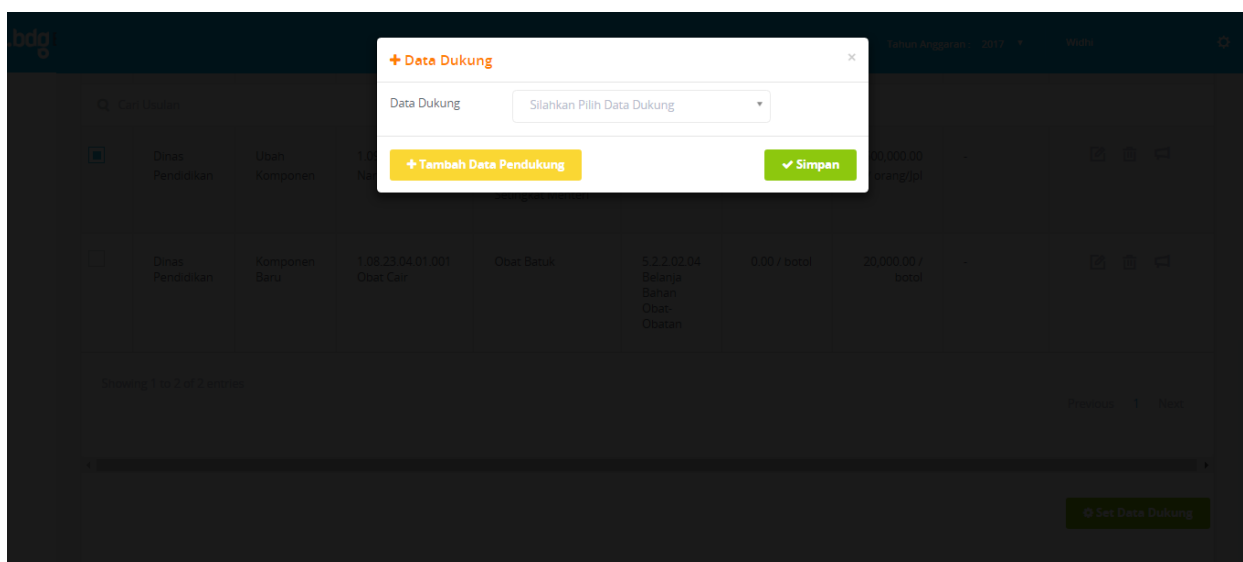 .bdg
Tahun Anggaran : 2017
Widhi
+ Data Dukung
×
Data Dukung
Silahkan Pilih Data Dukung
+ Tambah Data Pendukung
✔ Simpan
Cari Usulan
Dinas
Pendidikan
Ubah
Komponen
orang/jpl
-
Dinas
Pendidikan
Komponen
Baru
1.08.23.04.01.001
Obat Cair
Obat Batuk
5.2.2.02.04
Belanja
Bahan
Obat-
Obatan
0.00 / botol
20,000.00 /
botol
-
Showing 1 to 2 of 2 entries
Previous 1 Next
Set Data Dukung